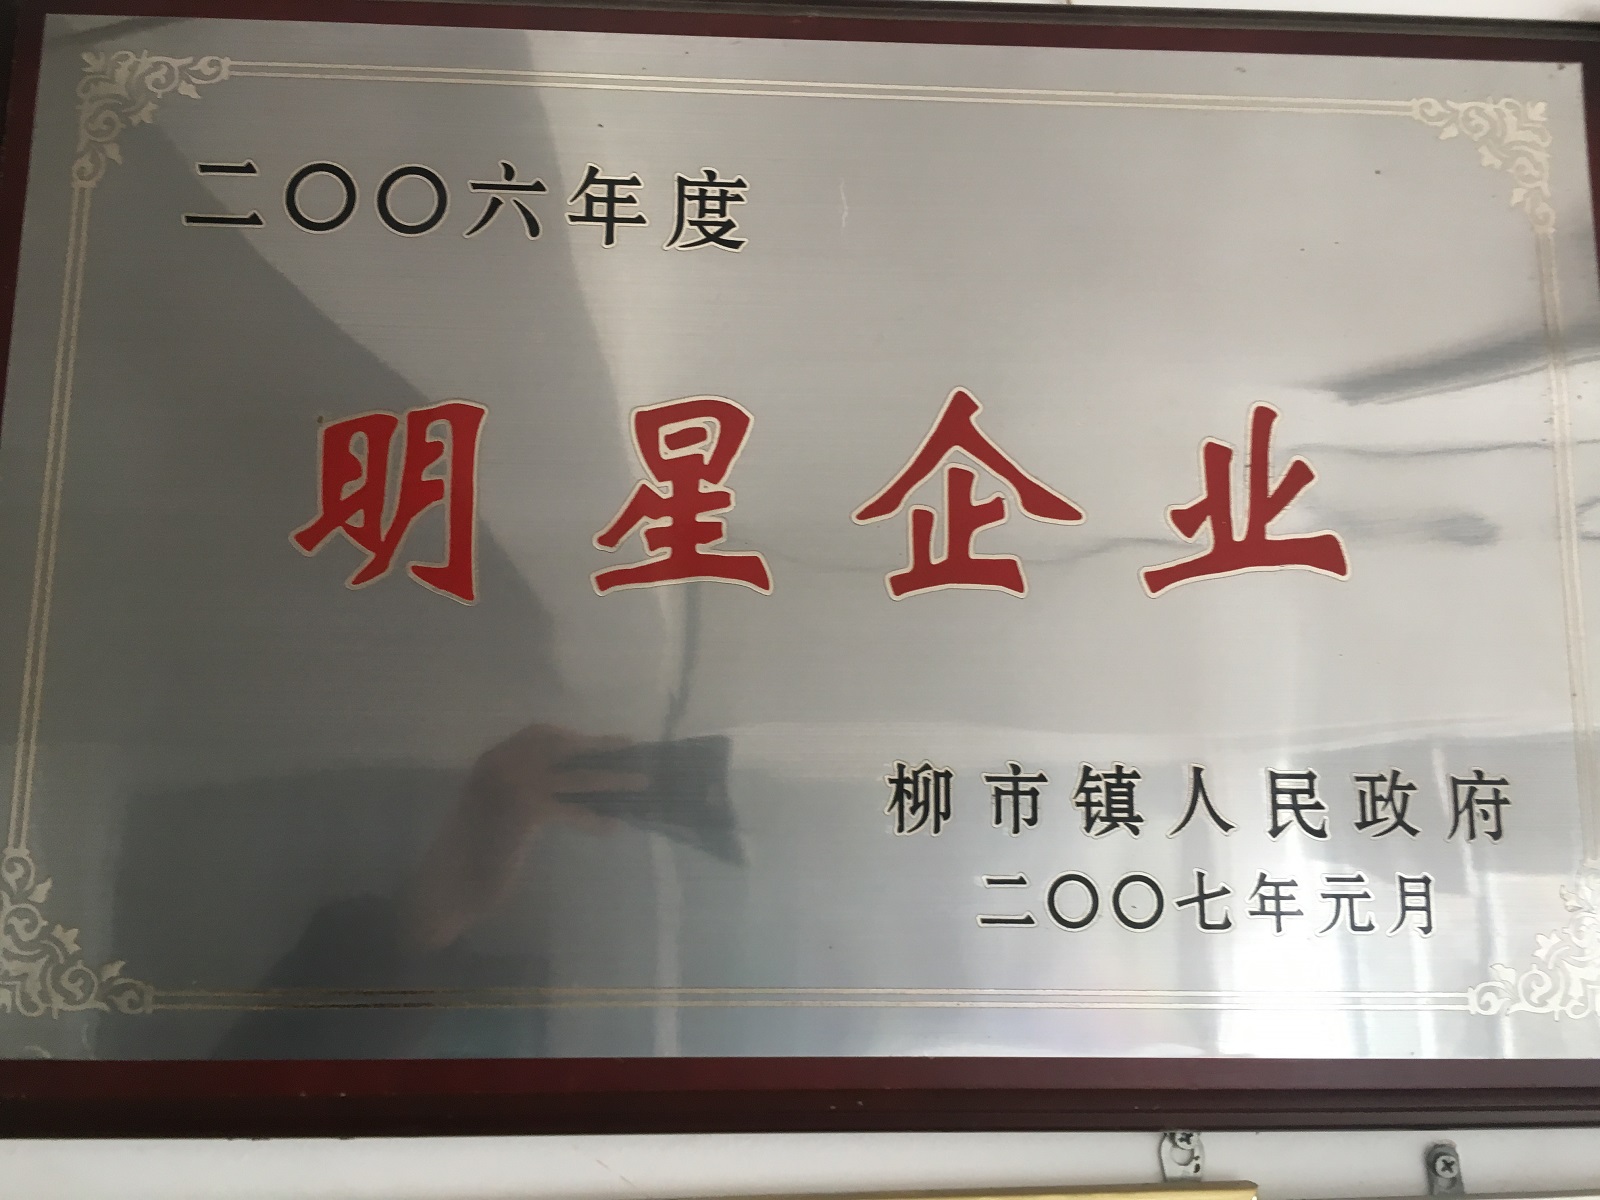 二〇〇六年度
明星企业
柳市镇人民政府
二〇〇七年元月